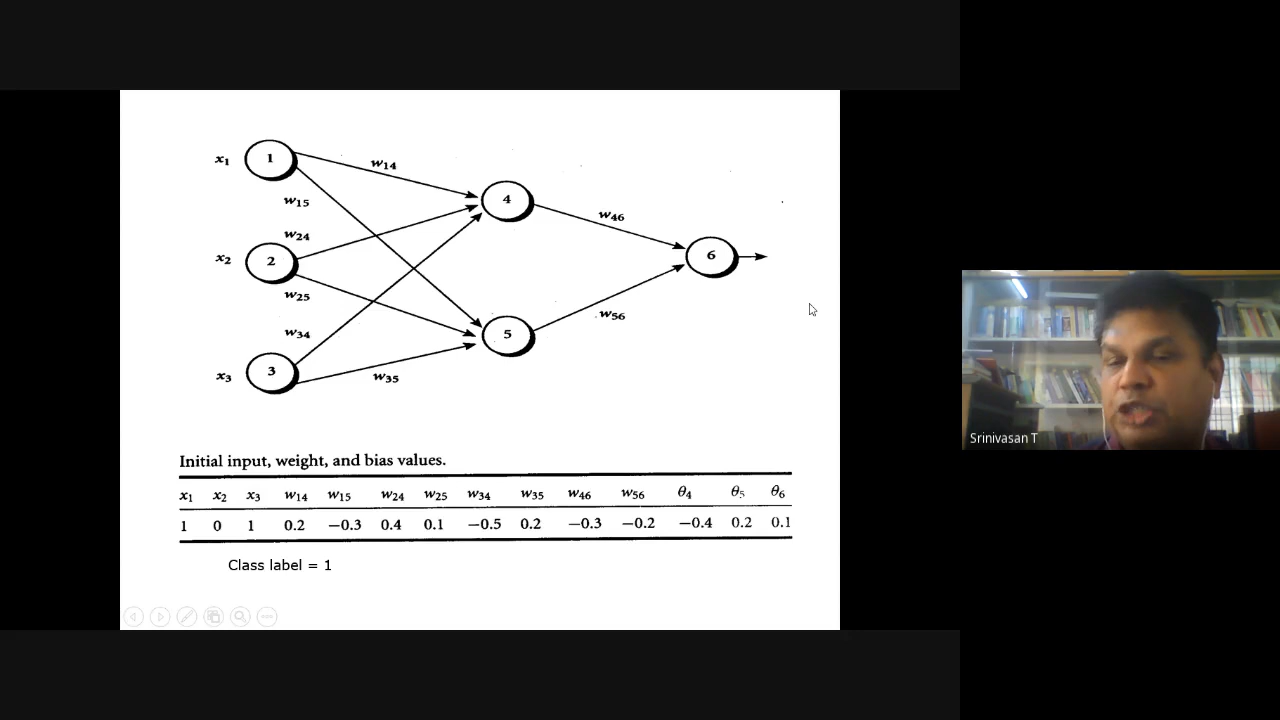 x1 1 w14
w15 4 w46
w24
x2 2 6
w25
w34 5 w56
x3 3 w35
Initial input, weight, and bias values.
x1 x2 x3 w14 w15 w24 w25 w34 w35 w46 w56 θ4 θ5 θ6
1 0 1 0.2 −0.3 0.4 0.1 −0.5 0.2 −0.3 −0.2 −0.4 0.2 0.1
Class label = 1
Srinivasan T